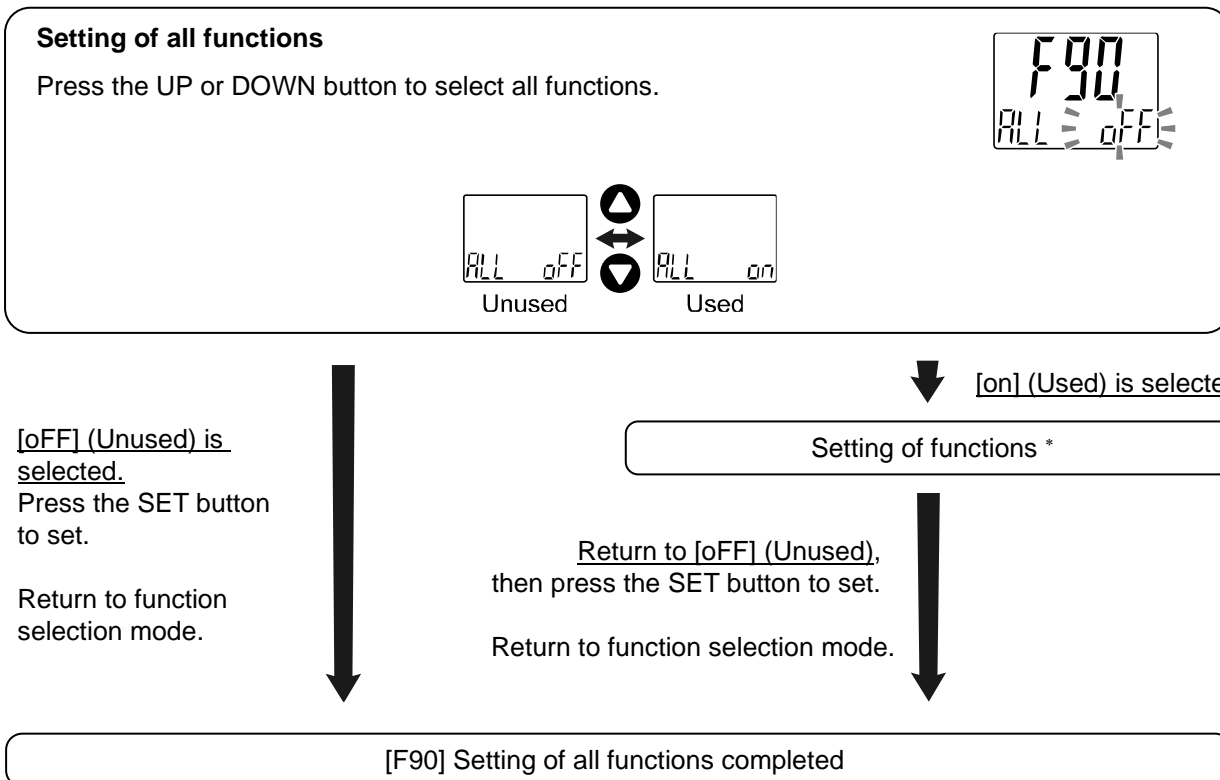 Setting of all functions
Press the UP or DOWN button to select all functions.
F90
ALL oFF
ALL oFF
ALL on
Unused
Used
[on] (Used) is selecte
[oFF] (Unused) is
selected.
Press the SET button
to set.
Return to function
selection mode.
Setting of functions *
Return to [oFF] (Unused),
then press the SET button to set.
Return to function selection mode.
[F90] Setting of all functions completed